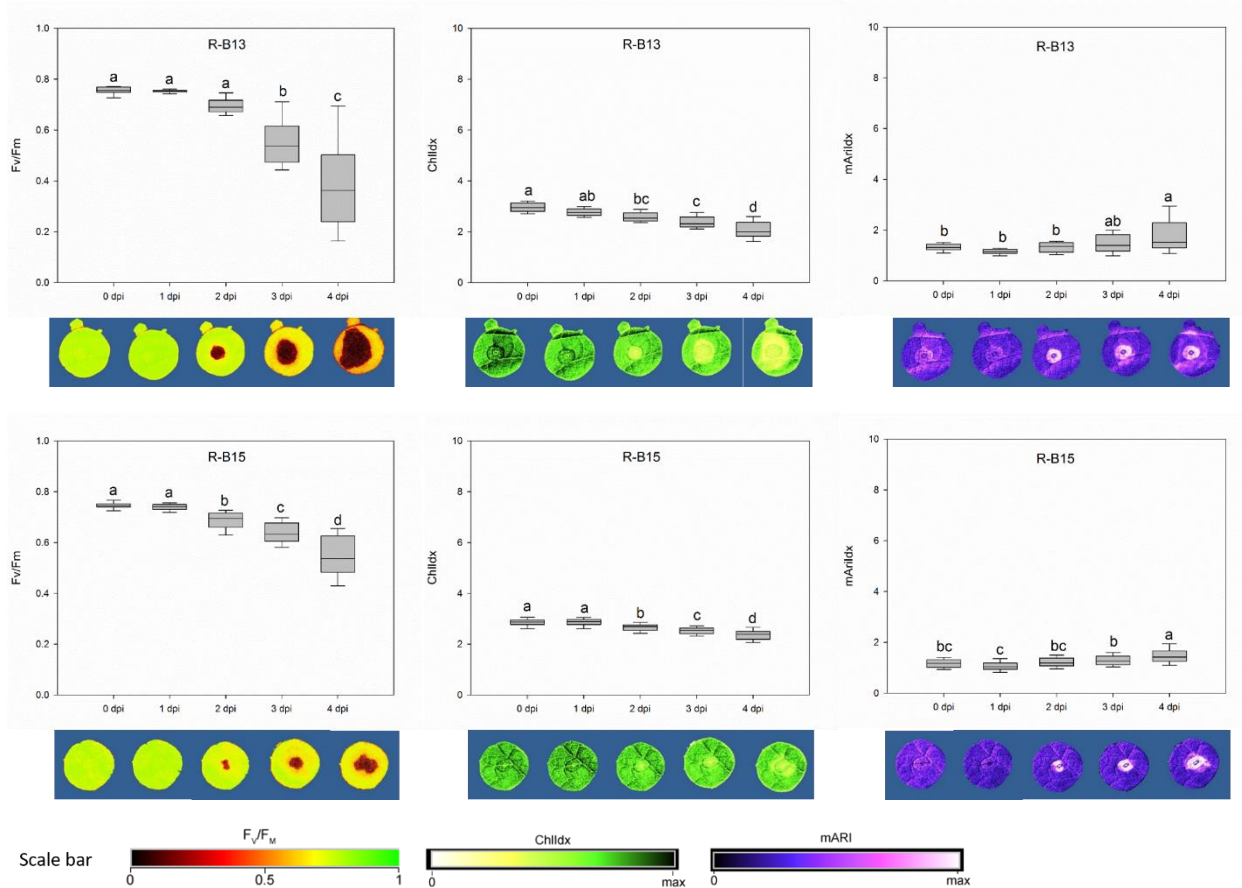 R-B13
Fv/Fm
1.0
0.8
0.6
0.4
0.2
0.0
a a a b c
0 dpi 1 dpi 2 dpi 3 dpi 4 dpi
R-B13
ChlIdx
10
8
6
4
2
0
a ab bc c d
0 dpi 1 dpi 2 dpi 3 dpi 4 dpi
R-B13
mAriIdx
10
8
6
4
2
0
b b b ab a
0 dpi 1 dpi 2 dpi 3 dpi 4 dpi
R-B15
Fv/Fm
1.0
0.8
0.6
0.4
0.2
0.0
a a b c d
0 dpi 1 dpi 2 dpi 3 dpi 4 dpi
R-B15
ChlIdx
10
8
6
4
2
0
a a b c d
0 dpi 1 dpi 2 dpi 3 dpi 4 dpi
R-B15
mAriIdx
10
8
6
4
2
0
bc c bc b a
0 dpi 1 dpi 2 dpi 3 dpi 4 dpi
Scale bar
FV/FM
0 0.5 1
ChlIdx
0 max
mARI
0 max